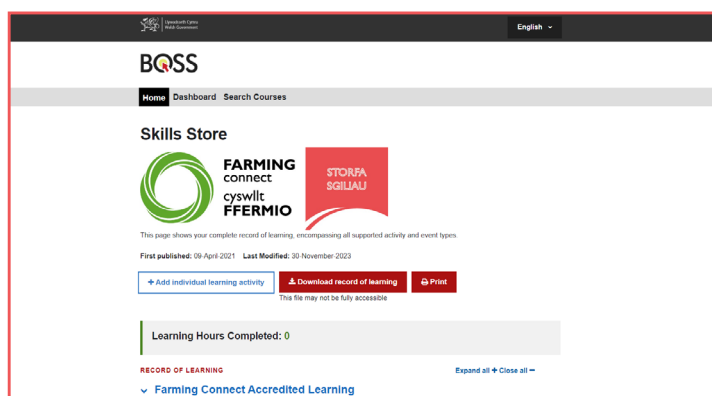 Llywodraeth Cymru
Welsh Government
English
BOSS
Home Dashboard Search Courses
Skills Store
FARMING
connect
cyswllt
FFERMIO
STORFA
SGILIAU
This page shows your complete record of learning, encompassing all supported activity and event types.
First published: 09-April-2021 Last Modified: 30-November-2023
+ Add individual learning activity
Download record of learning
Print
This file may not be fully accessible
Learning Hours Completed: 0
RECORD OF LEARNING
Expand all + Close all −
Farming Connect Accredited Learning